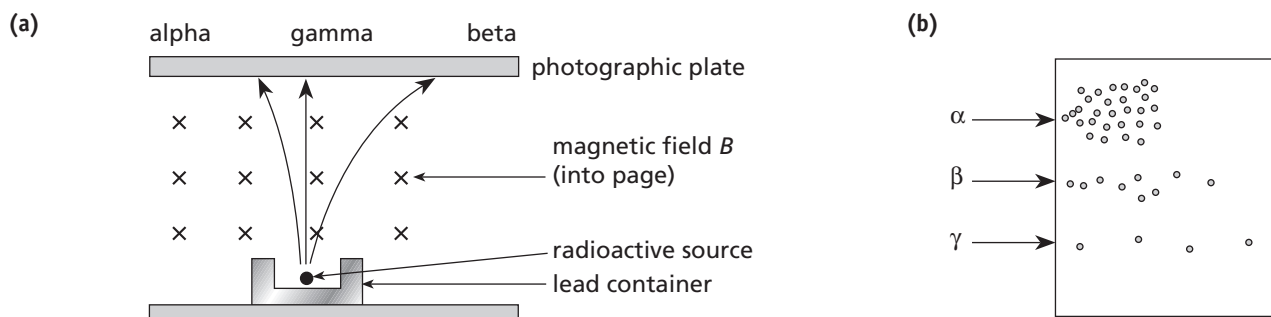 (a)
alpha gamma beta
photographic plate
magnetic field B
(into page)
radioactive source
lead container
(b)
α
β
γ